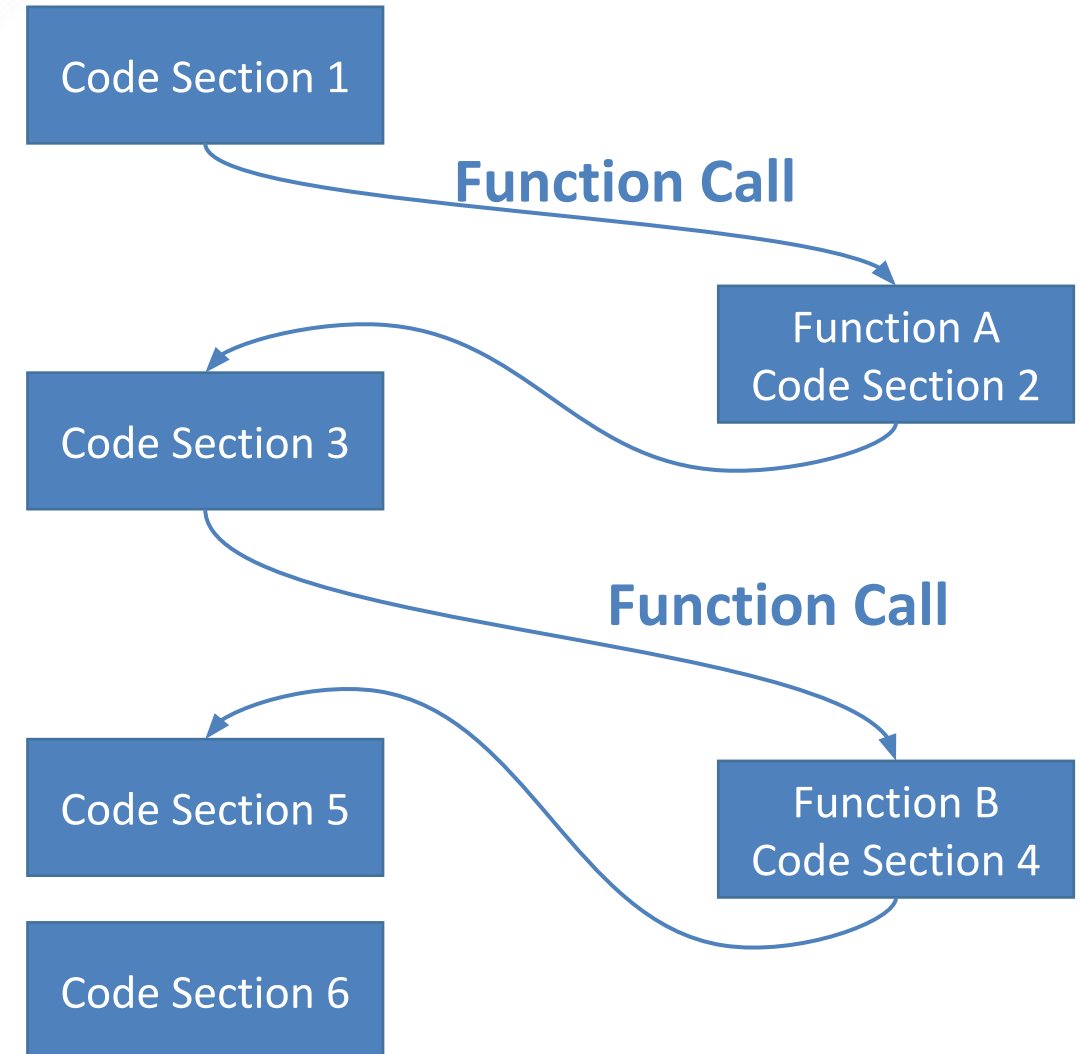 Code Section 1
Function Call
Function A
Code Section 2
Code Section 3
Function Call
Function B
Code Section 4
Code Section 5
Code Section 6